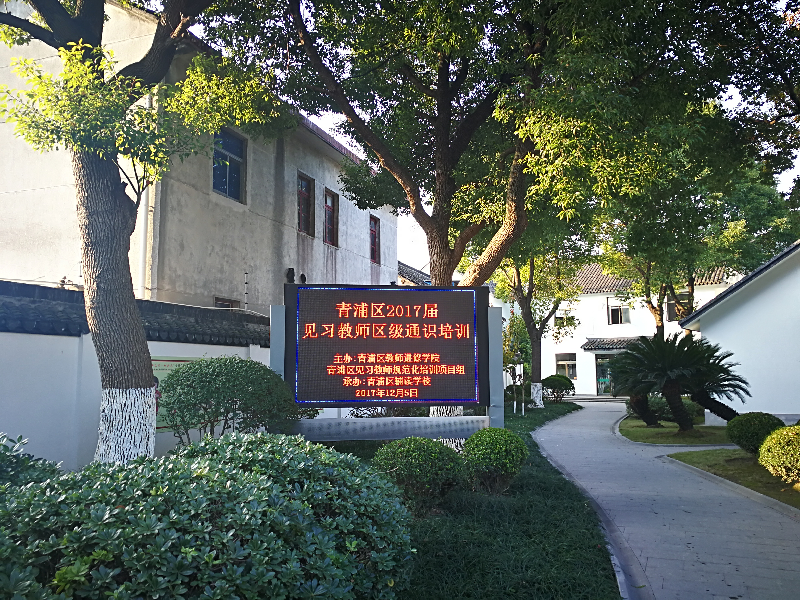 青浦区2017届
见习教师区级通识培训
主办:青浦区教师进修学院
青浦区见习教师规范化培训项目组
承办:青浦区辅读学校
2017年12月5日